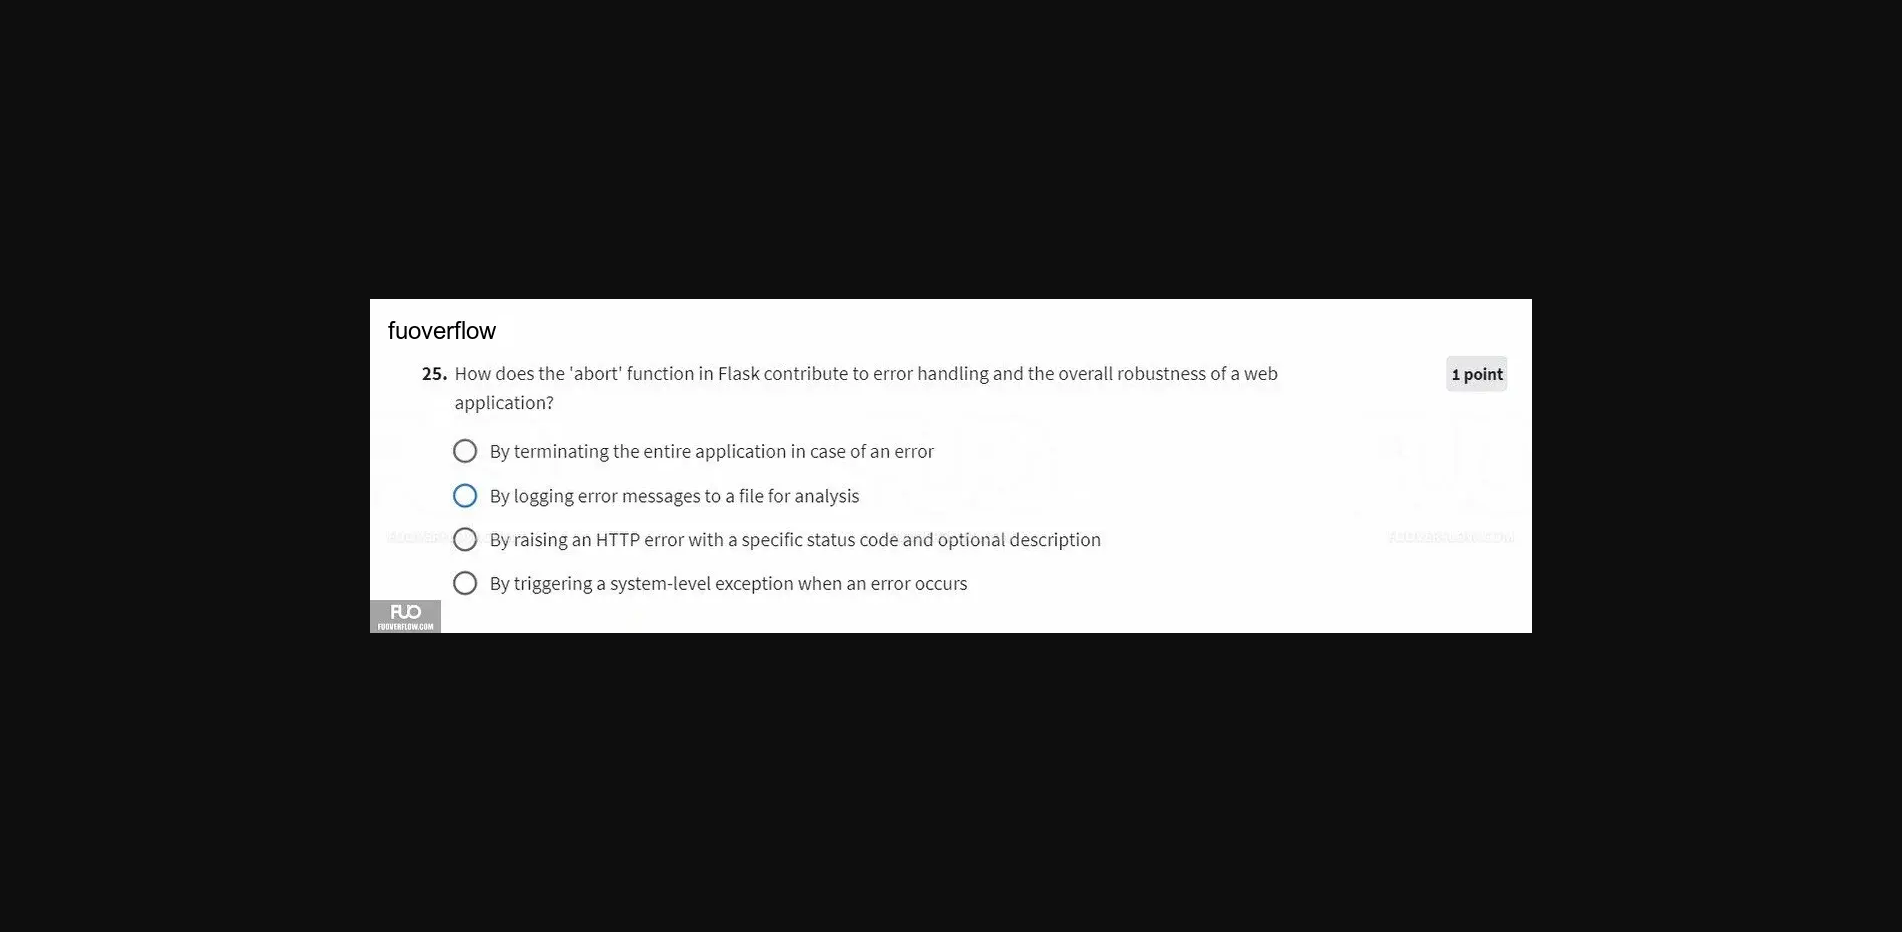 fuoverflow
25. How does the 'abort' function in Flask contribute to error handling and the overall robustness of a web
application?
1 point
By terminating the entire application in case of an error
By logging error messages to a file for analysis
By raising an HTTP error with a specific status code and optional description
FUOVERFLOW.COM
By triggering a system-level exception when an error occurs
FUO
FUOVERFLOW.COM